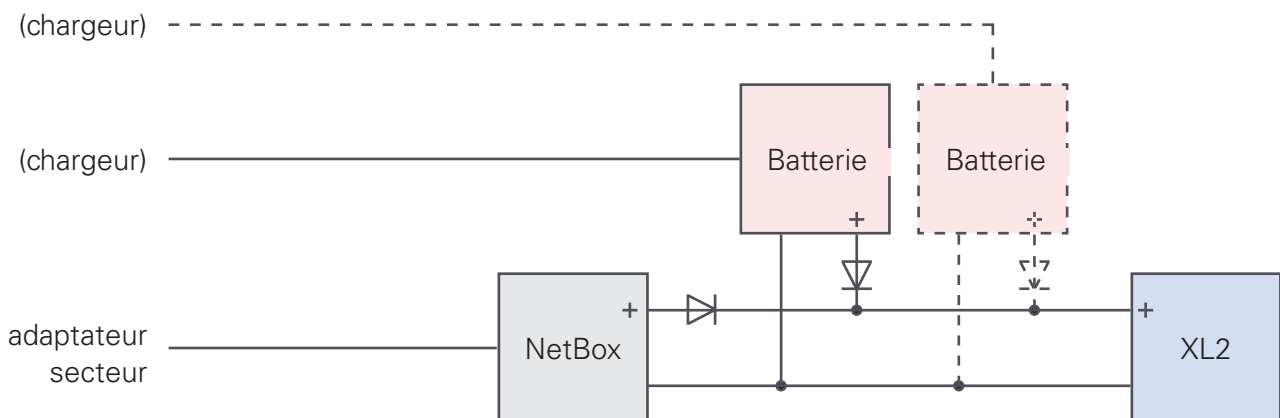 (chargeur)
(chargeur)
Batterie
Batterie
+
+
adaptateur
secteur
+
NetBox
+
XL2